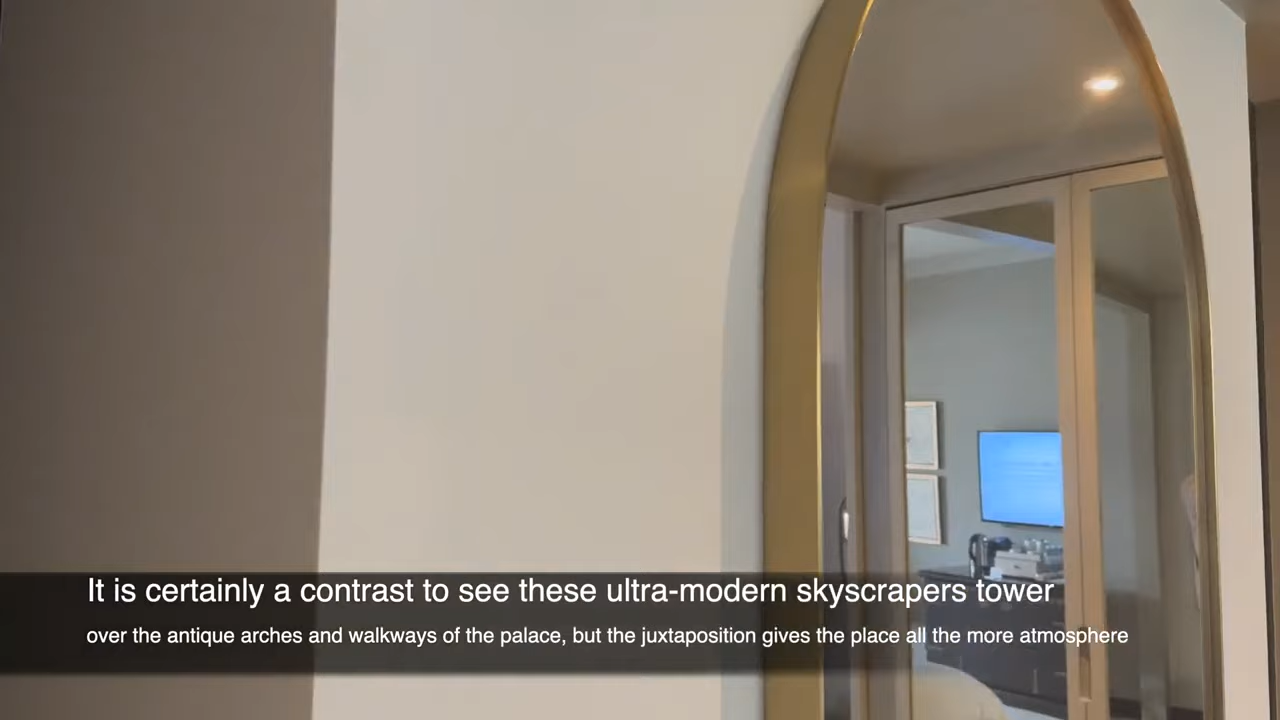 It is certainly a contrast to see these ultra-modern skyscrapers tower
over the antique arches and walkways of the palace, but the juxtaposition gives the place all the more atmosphere